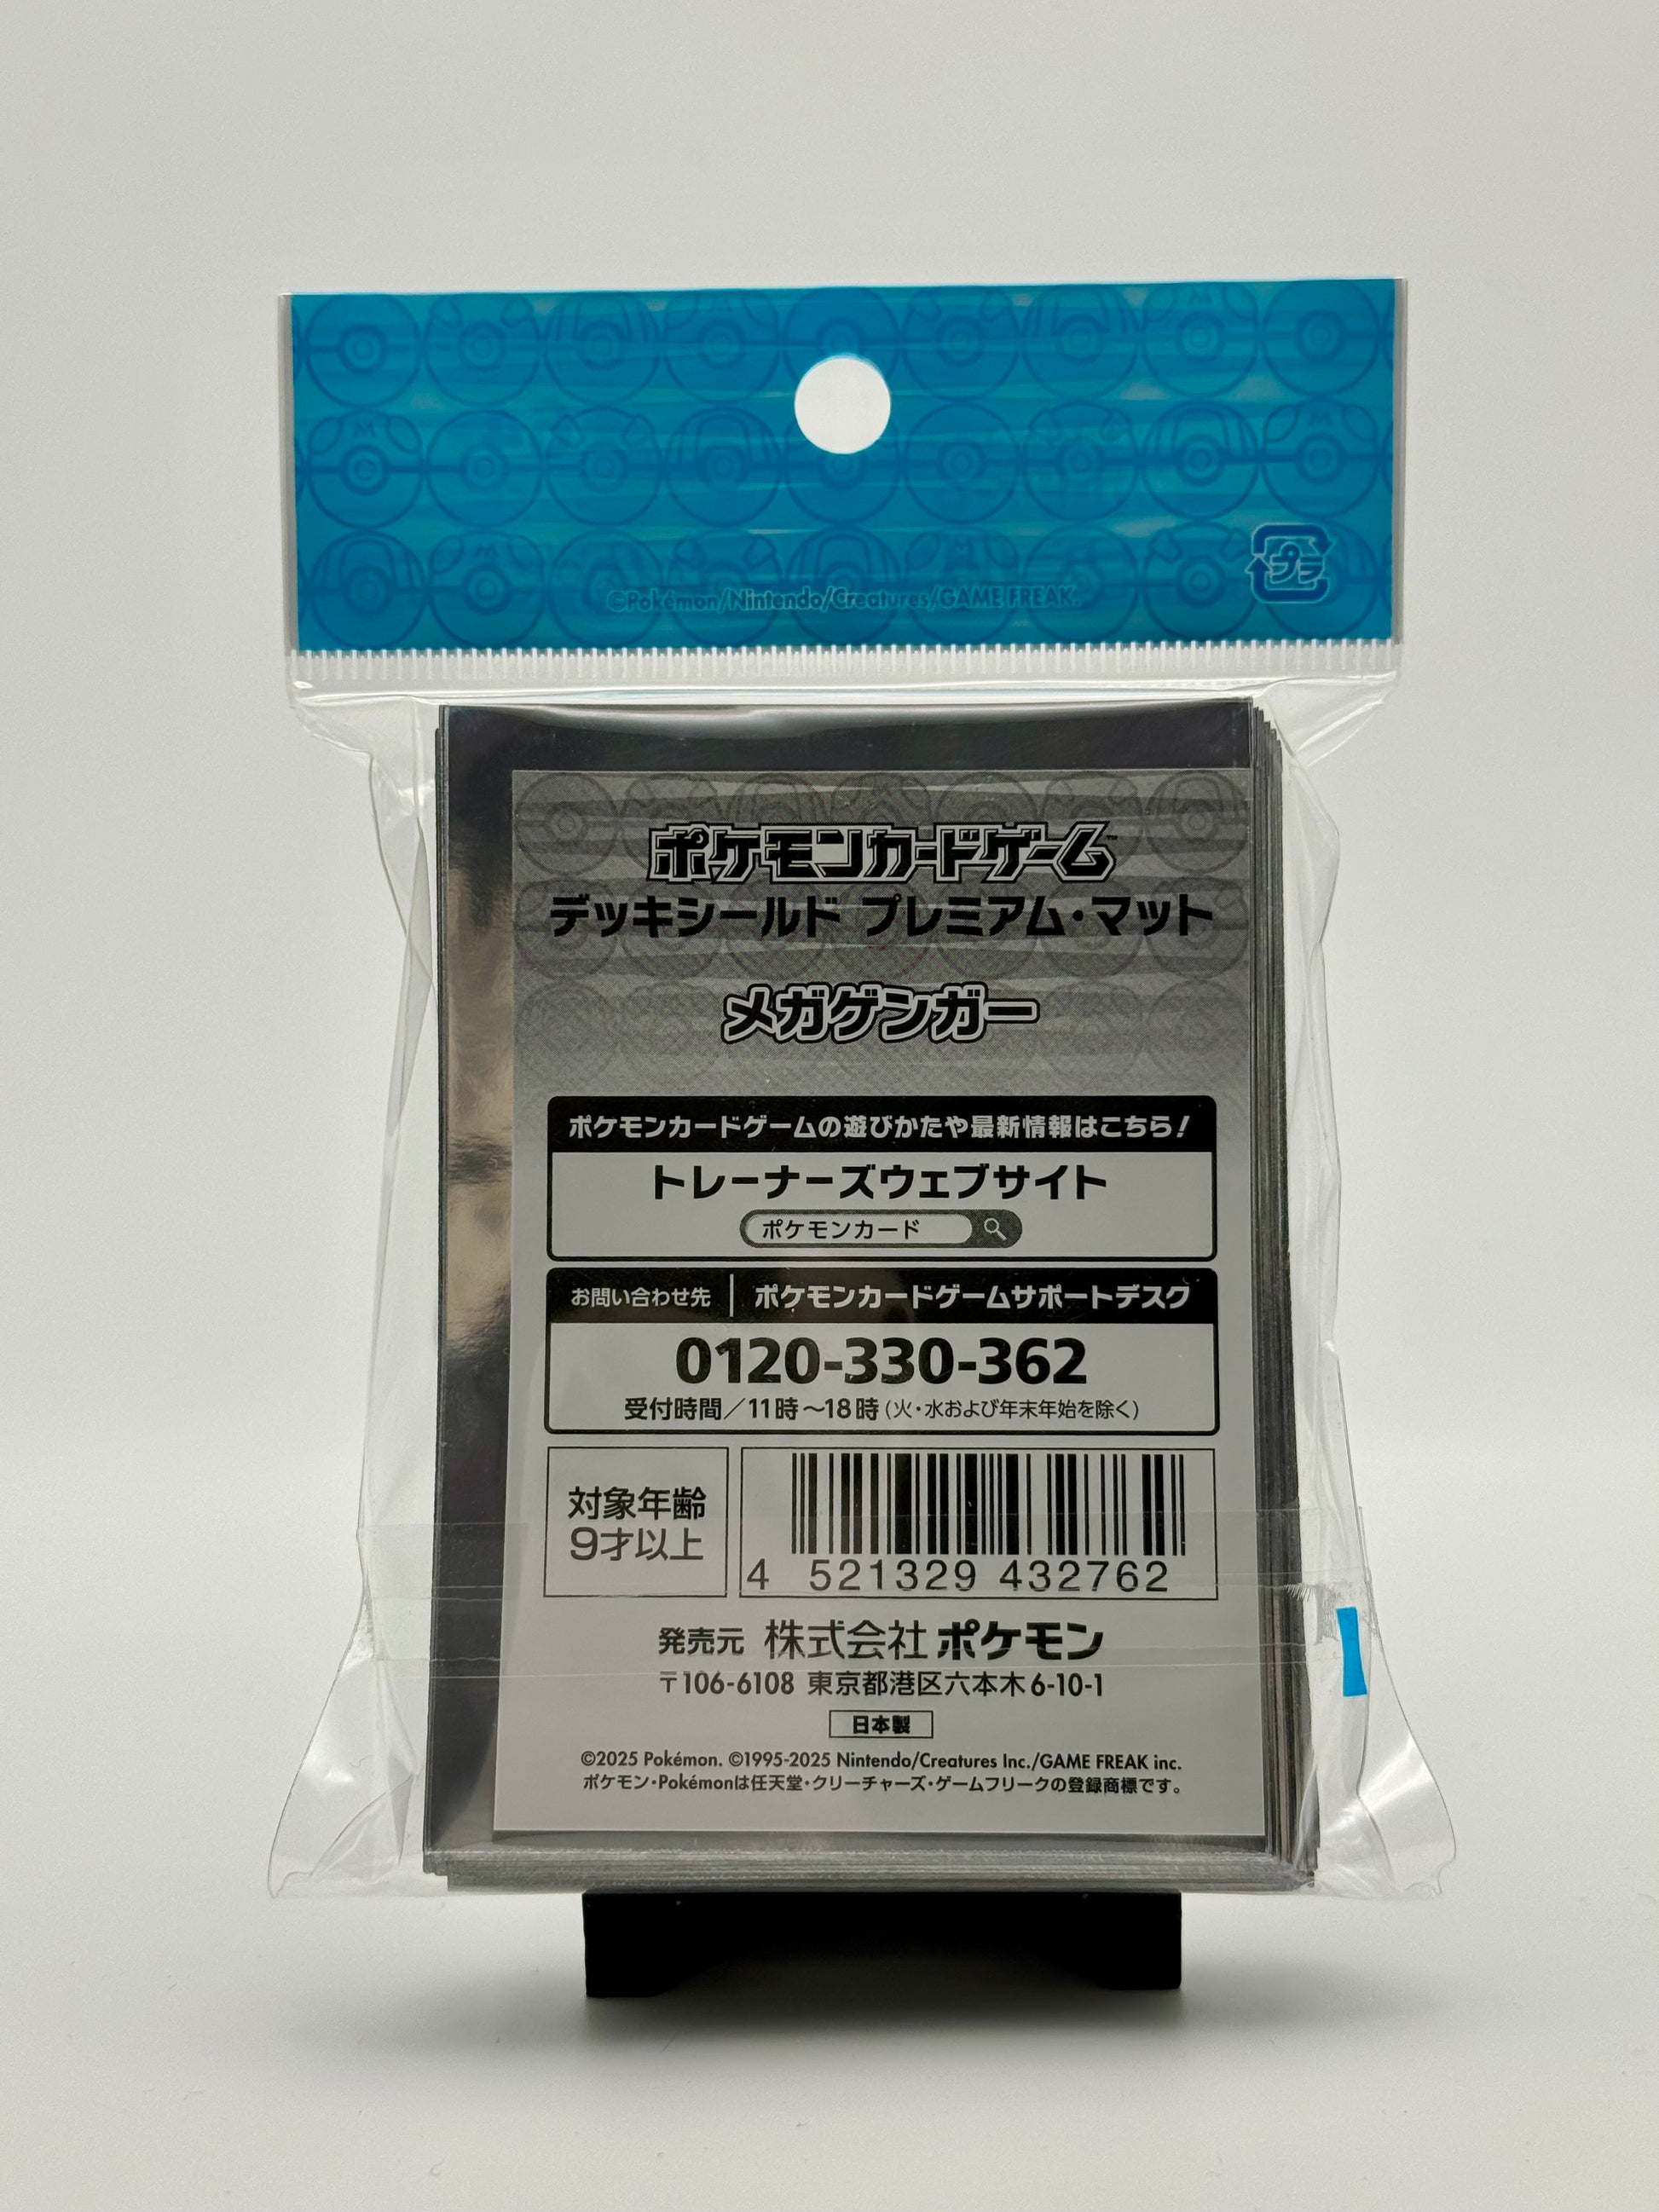 ©Pokémon/Nintendo/Creatures/GAME FREAK.
プラ
ポケモンカードゲーム™
デッキシールド プレミアム・マット
メガゲンガー
ポケモンカードゲームの遊びかたや最新情報はこちら!
トレーナーズウェブサイト
ポケモンカード
お問い合わせ先 ポケモンカードゲームサポートデスク
0120-330-362
受付時間/11時~18時(火・水および年末年始を除く)
対象年齢
9才以上
4 521329 432762
発売元 株式会社ポケモン
〒106-6108 東京都港区六本木6-10-1
日本製
©2025 Pokémon. ©1995-2025 Nintendo/Creatures Inc./GAME FREAK inc.
ポケモン・Pokémonは任天堂・クリーチャーズ・ゲームフリークの登録商標です。